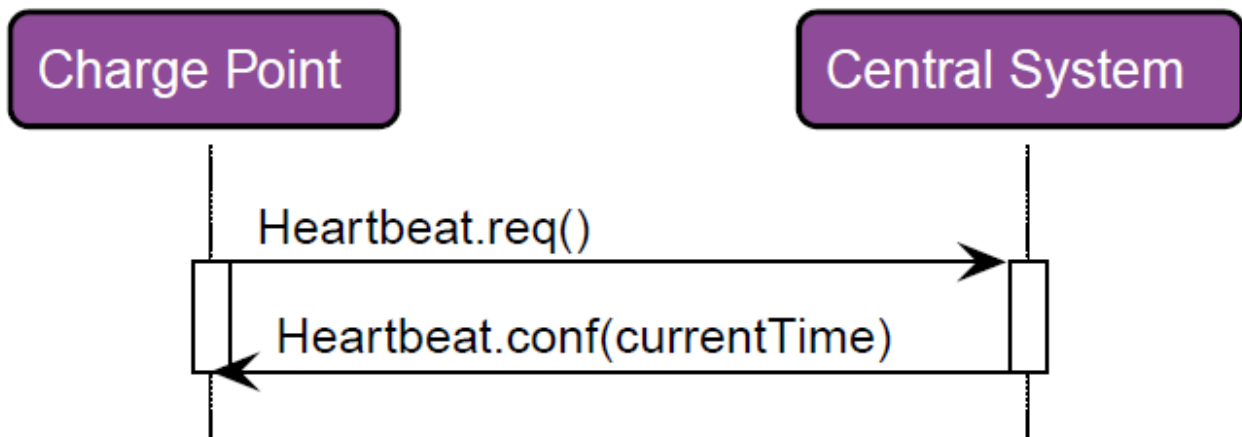 Charge Point
Central System
Heartbeat.req()
Heartbeat.conf(currentTime)